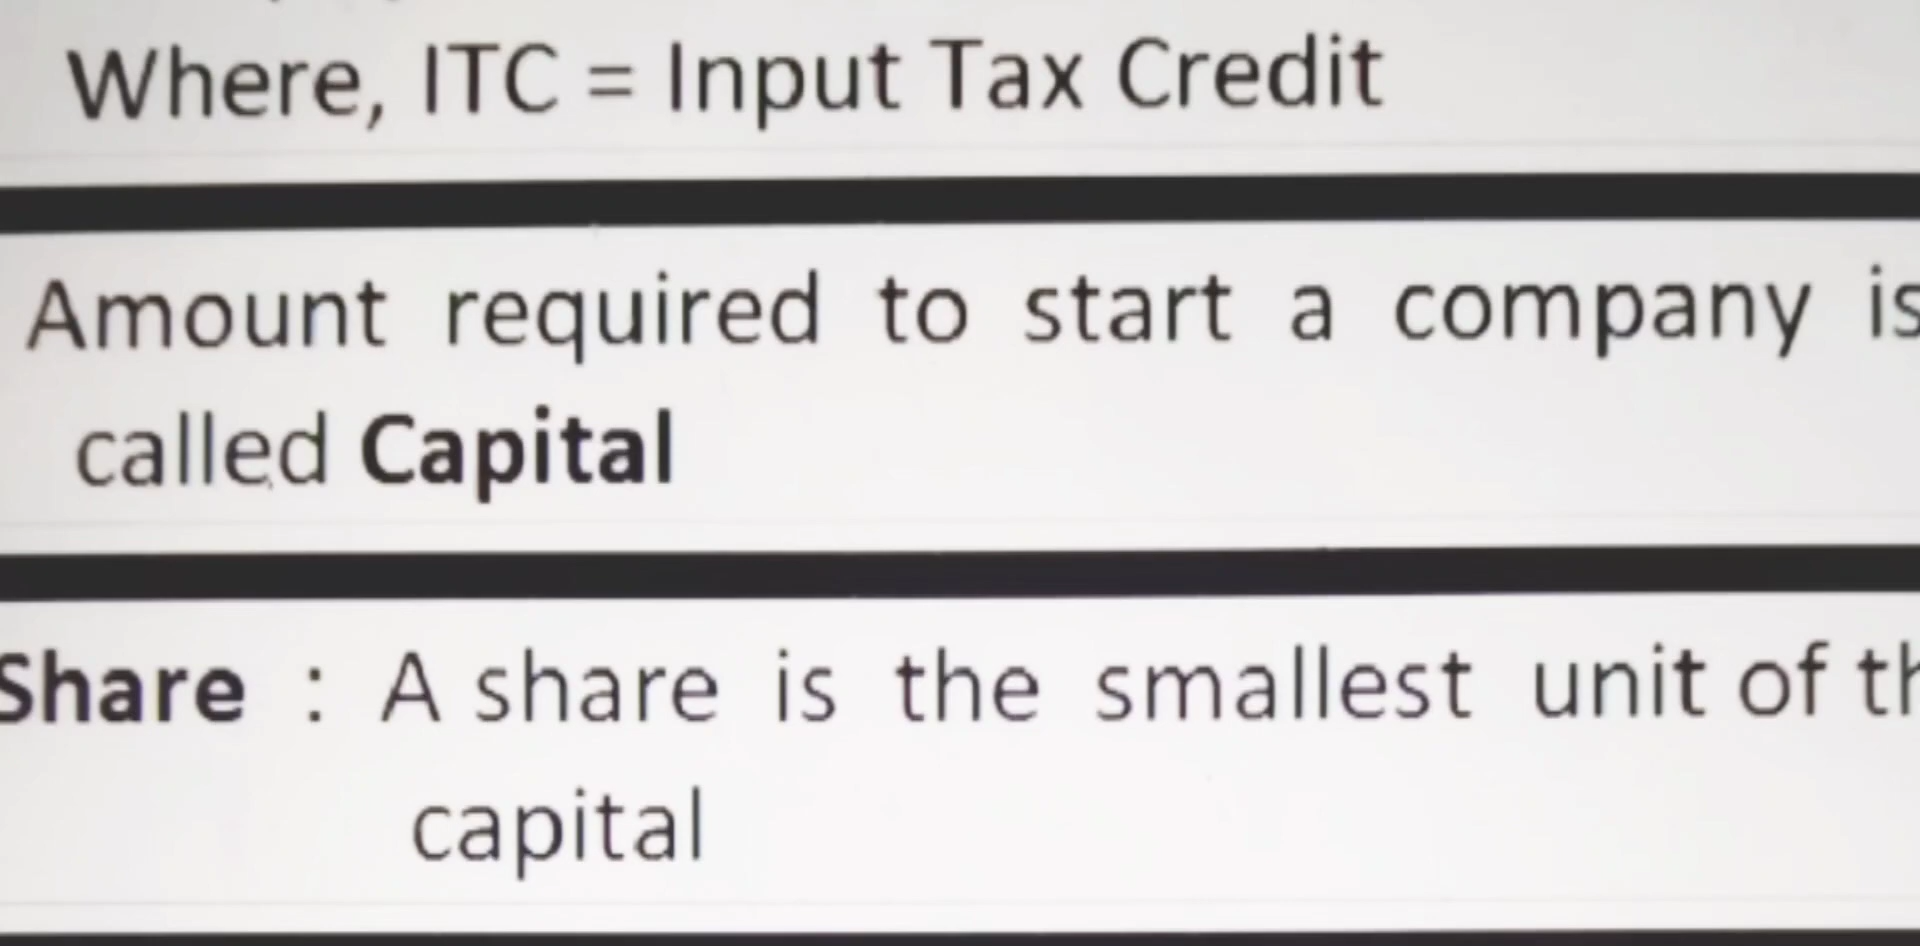 Where, ITC = Input Tax Credit
Amount required to start a company is
called Capital
Share : A share is the smallest unit of th
capital